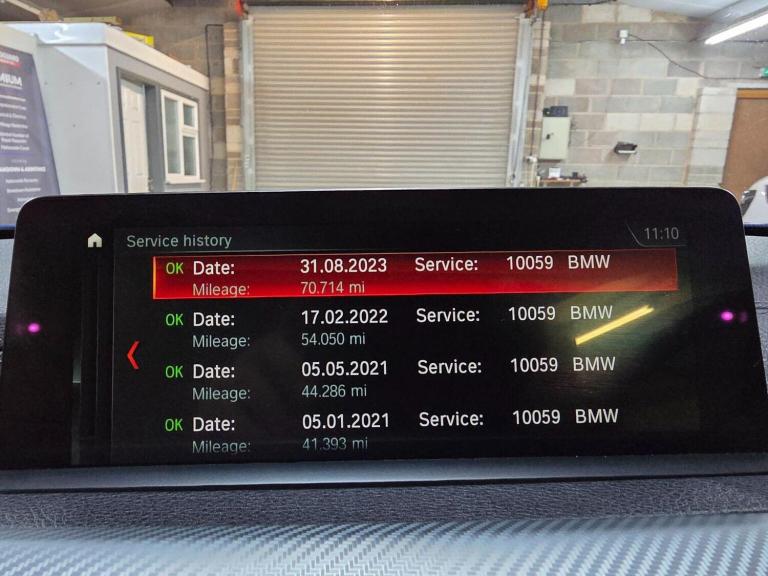 Service history
11:10
OK Date: 31.08.2023 Service: 10059 BMW
Mileage: 70.714 mi
OK Date: 17.02.2022 Service: 10059 BMW
Mileage: 54.050 mi
OK Date: 05.05.2021 Service: 10059 BMW
Mileage: 44.286 mi
OK Date: 05.01.2021 Service: 10059 BMW
Mileage: 41.393 mi